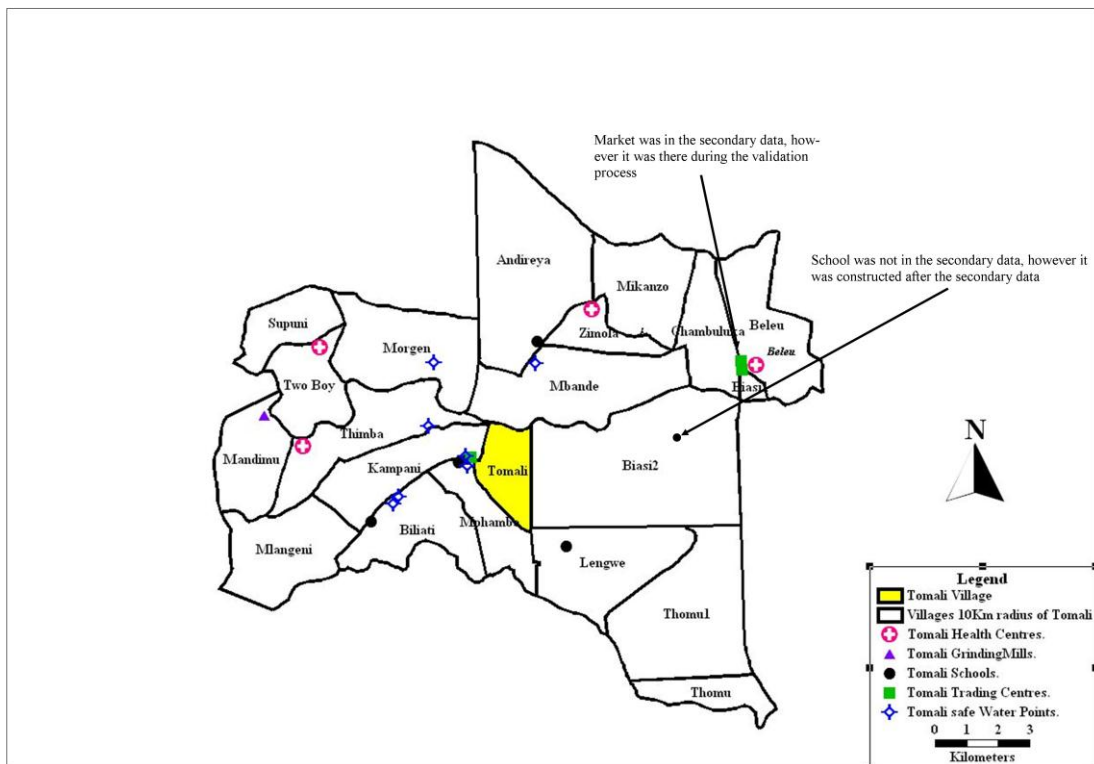 Market was in the secondary data, how-
ever it was there during the validation
process
School was not in the secondary data, however it
was constructed after the secondary data
Andireya
Mikanzo
Zimola
Chambuluka
Beleu
Beleu
Supuni
Morgen
Two Boy
Mbande
Biasi
Thimba
Mandimu
Kampani
Tomali
Biasi2
N
Mlangeni
Biliati
Mphamba
Lengwe
Thomu1
Thomu
Legend
Tomali Village
Villages 10Km radius of Tomali
Tomali Health Centres.
Tomali GrindingMills.
Tomali Schools.
Tomali Trading Centres.
Tomali safe Water Points.
0 1 2 3
Kilometers